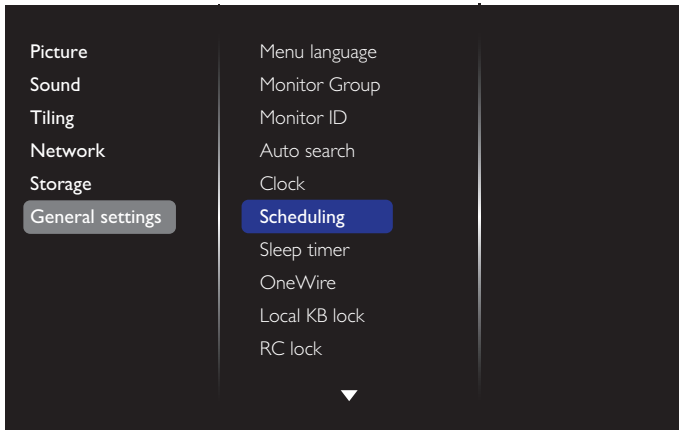 Picture
Sound
Tiling
Network
Storage
General settings
Menu language
Monitor Group
Monitor ID
Auto search
Clock
Scheduling
Sleep timer
OneWire
Local KB lock
RC lock